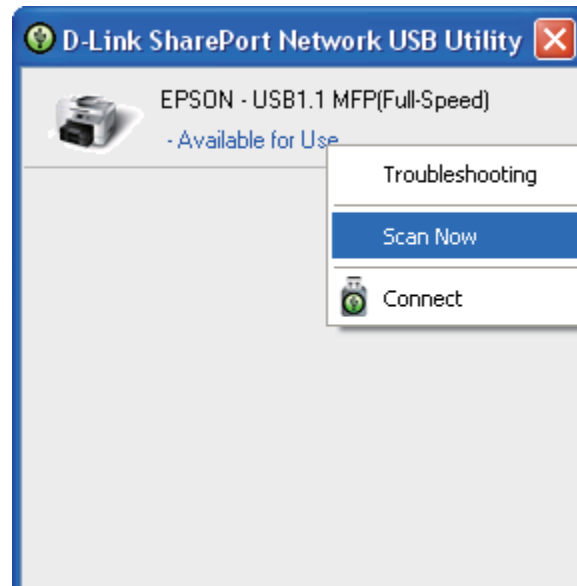 D-Link SharePort Network USB Utility
EPSON - USB1.1 MFP(Full-Speed)
- Available for Use
Troubleshooting
Scan Now
Connect